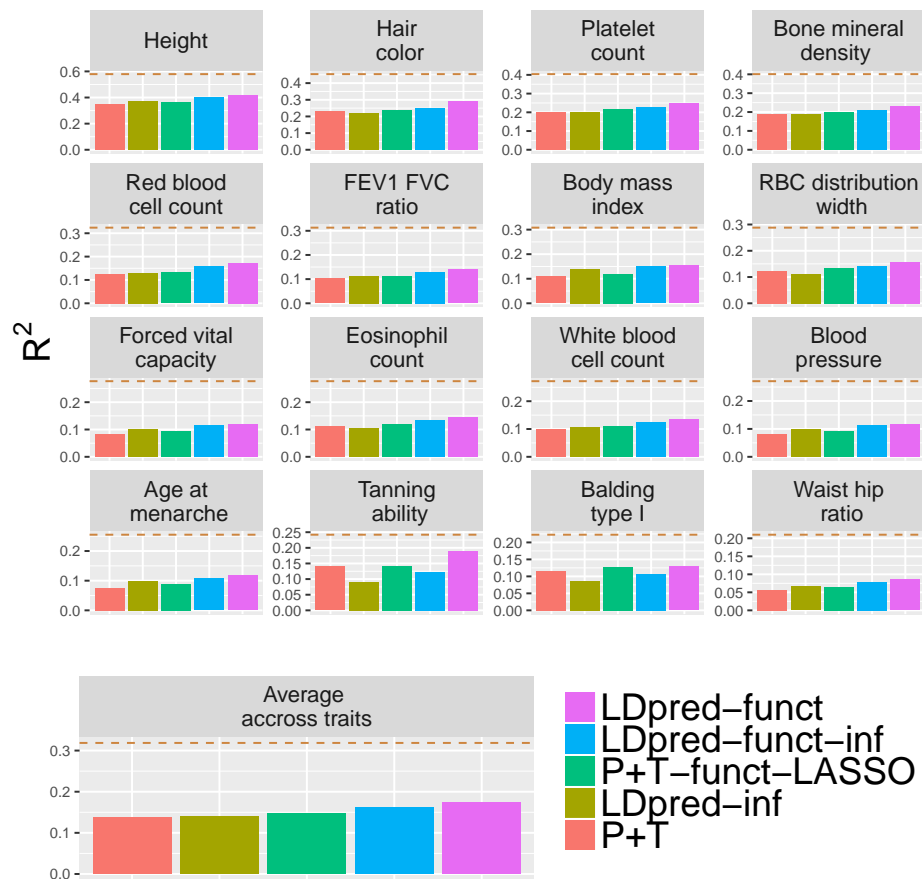 R²
Height
0.6
0.4
0.2
0.0
Hair
color
0.4
0.3
0.2
0.1
0.0
Platelet
count
0.4
0.3
0.2
0.1
0.0
Bone mineral
density
0.4
0.3
0.2
0.1
0.0
Red blood
cell count
0.3
0.2
0.1
0.0
FEV1 FVC
ratio
0.3
0.2
0.1
0.0
Body mass
index
0.3
0.2
0.1
0.0
RBC distribution
width
0.3
0.2
0.1
0.0
Forced vital
capacity
0.2
0.1
0.0
Eosinophil
count
0.2
0.1
0.0
White blood
cell count
0.2
0.1
0.0
Blood
pressure
0.2
0.1
0.0
Age at
menarche
0.2
0.1
0.0
Tanning
ability
0.25
0.20
0.15
0.10
0.05
0.00
Balding
type I
0.20
0.15
0.10
0.05
0.00
Waist hip
ratio
0.20
0.15
0.10
0.05
0.00
Average
accross traits
0.3
0.2
0.1
0.0
LDpred−funct
LDpred−funct−inf
P+T−funct−LASSO
LDpred−inf
P+T